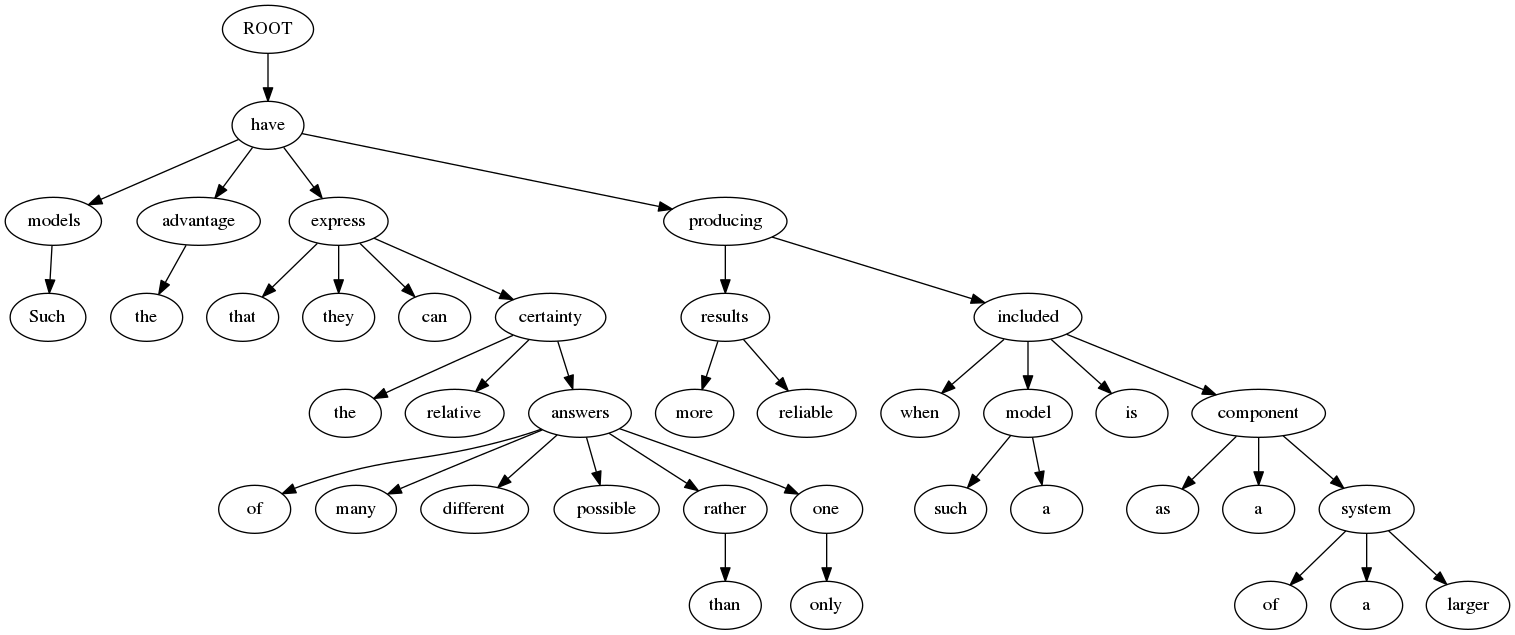 ROOT
have
models advantage express producing
Such the that they can certainty results included
the relative answers more reliable when model is component
of many different possible rather one such a as a system
than only of a larger